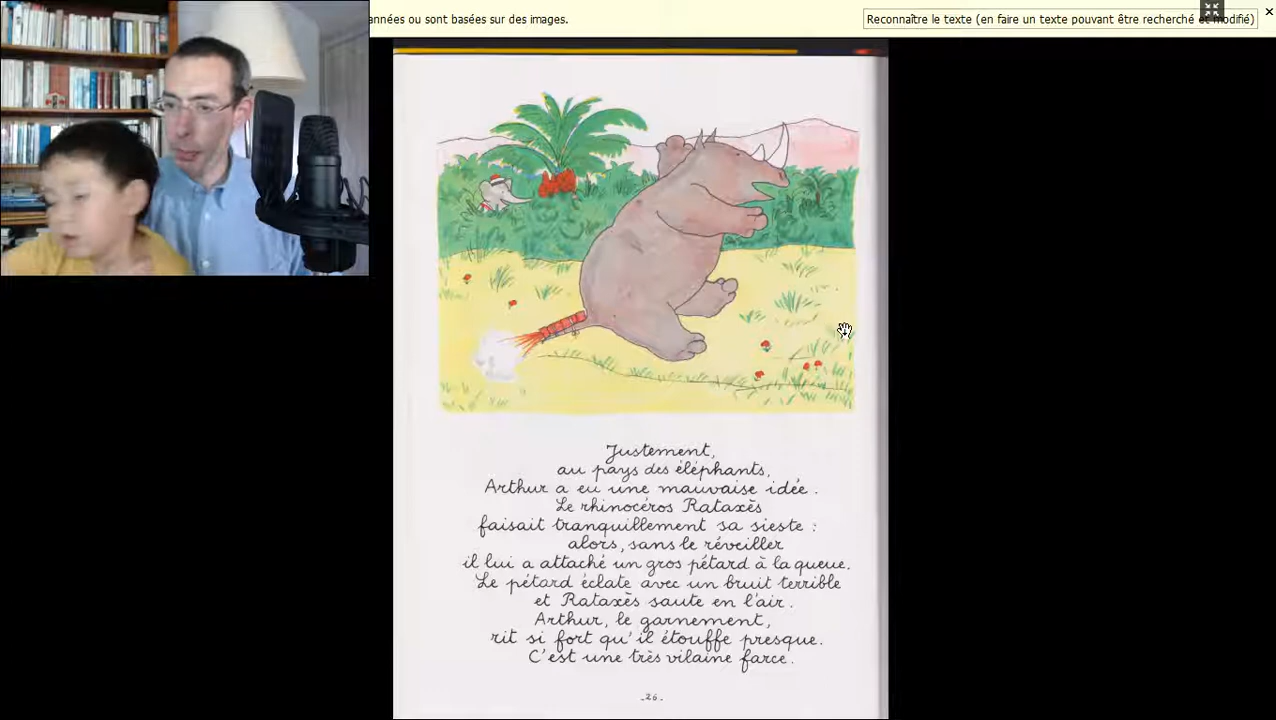 années ou sont basées sur des images.
Reconnaître le texte (en faire un texte pouvant être recherché et modifié)
Justement,
au pays des éléphants,
Arthur a eu une mauvaise idée.
Le rhinocéros Rataxès
faisait tranquillement sa sieste :
alors, sans le réveiller
il lui a attaché un gros pétard à la queue.
Le pétard éclate avec un bruit terrible
et Rataxès saute en l'air.
Arthur, le garnement,
rit si fort qu'il étouffe presque.
C'est une très vilaine farce.
-26-